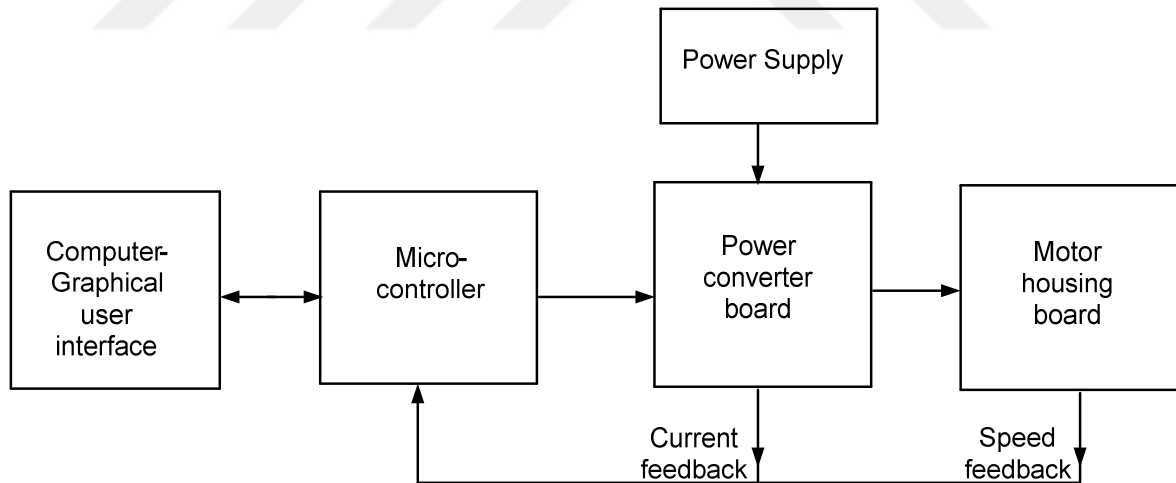 Power Supply
Computer-
Graphical
user
interface
Micro-
controller
Power
converter
board
Motor
housing
board
Current
feedback
Speed
feedback